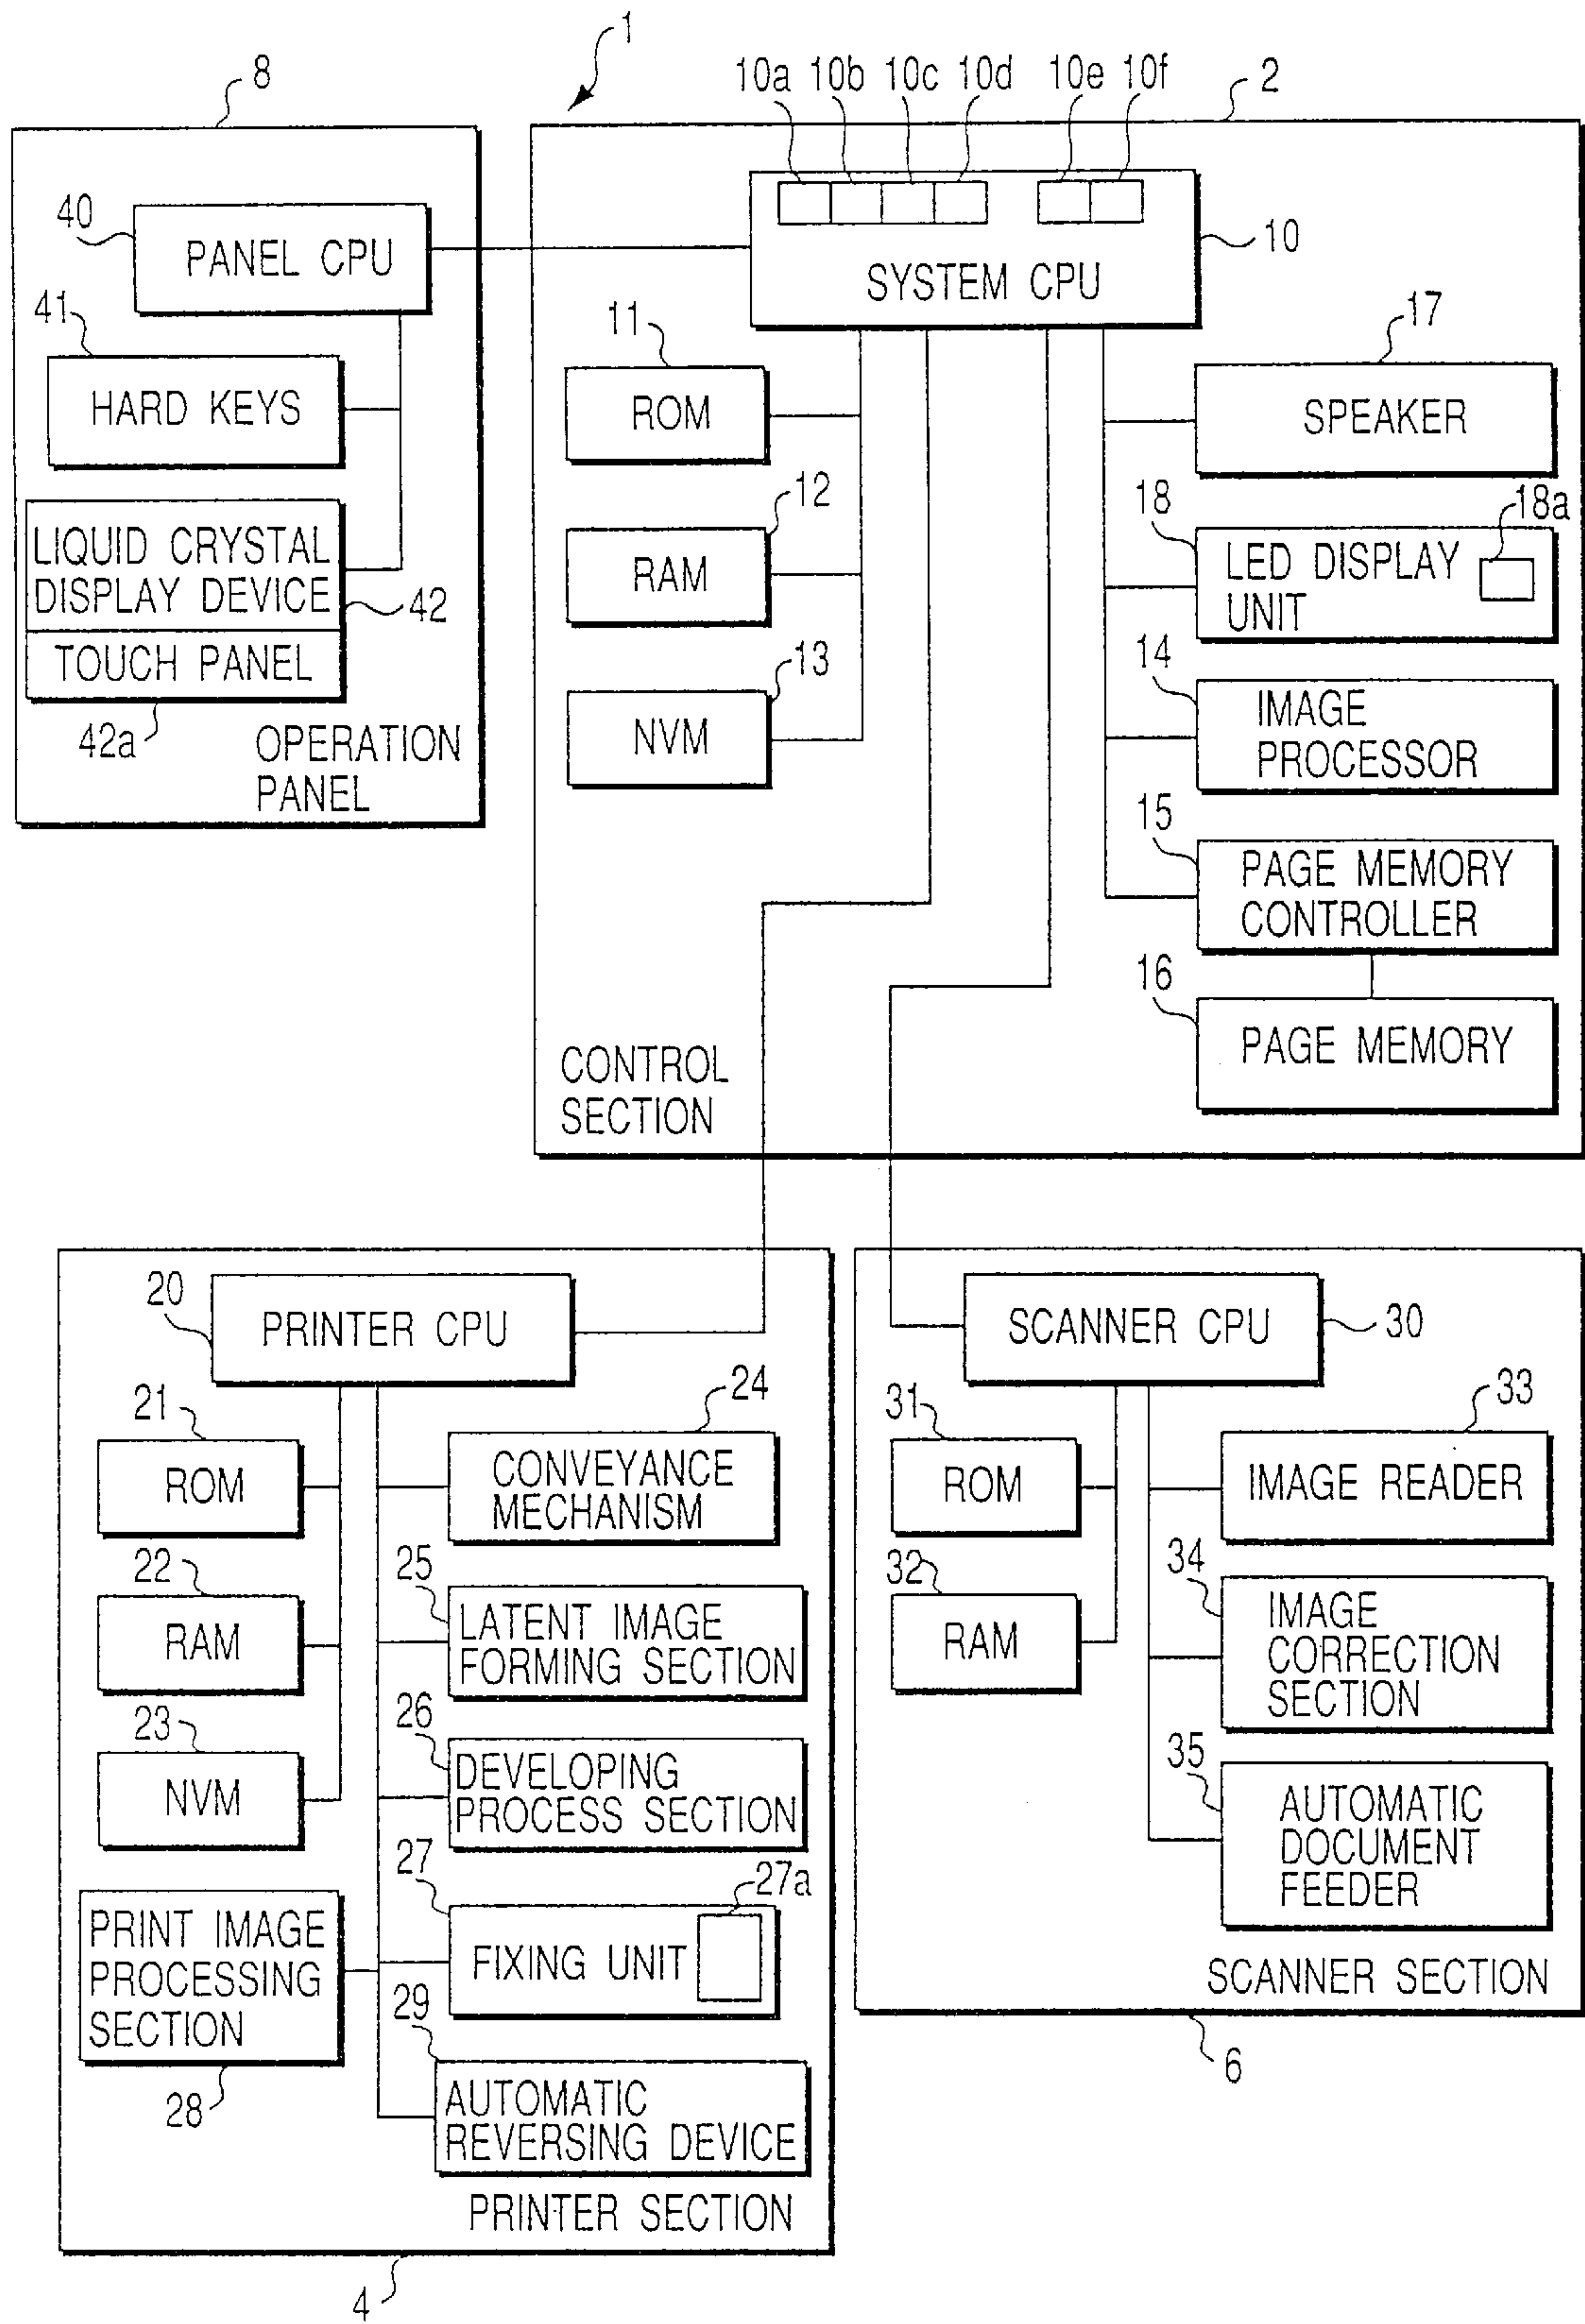 1
8
10a 10b 10c 10d 10e 10f
2
40
PANEL CPU
41
HARD KEYS
LIQUID CRYSTAL
DISPLAY DEVICE
42
TOUCH PANEL
42a
OPERATION
PANEL
SYSTEM CPU
10
11
ROM
12
RAM
13
NVM
17
SPEAKER
18
18a
LED DISPLAY
UNIT
14
IMAGE
PROCESSOR
15
PAGE MEMORY
CONTROLLER
16
PAGE MEMORY
CONTROL
SECTION
20
PRINTER CPU
21
ROM
22
RAM
23
NVM
24
CONVEYANCE
MECHANISM
25
LATENT IMAGE
FORMING SECTION
26
DEVELOPING
PROCESS SECTION
27
27a
FIXING UNIT
PRINT IMAGE
PROCESSING
SECTION
28
29
AUTOMATIC
REVERSING DEVICE
PRINTER SECTION
4
SCANNER CPU
30
31
ROM
32
RAM
33
IMAGE READER
34
IMAGE
CORRECTION
SECTION
35
AUTOMATIC
DOCUMENT
FEEDER
SCANNER SECTION
6